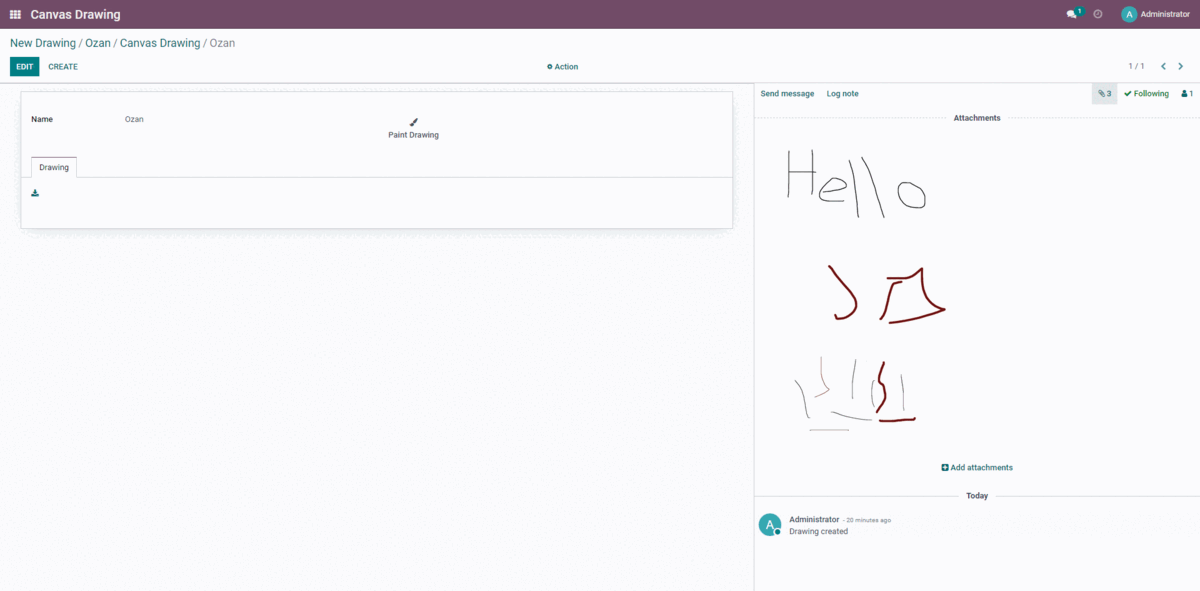 Canvas Drawing 1 A Administrator
New Drawing / Ozan / Canvas Drawing / Ozan
EDIT CREATE Action 1 / 1
Name Ozan
Paint Drawing
Drawing
Send message Log note 3 Following 1
Attachments
Hello
Add attachments
Today
A Administrator - 20 minutes ago
Drawing created